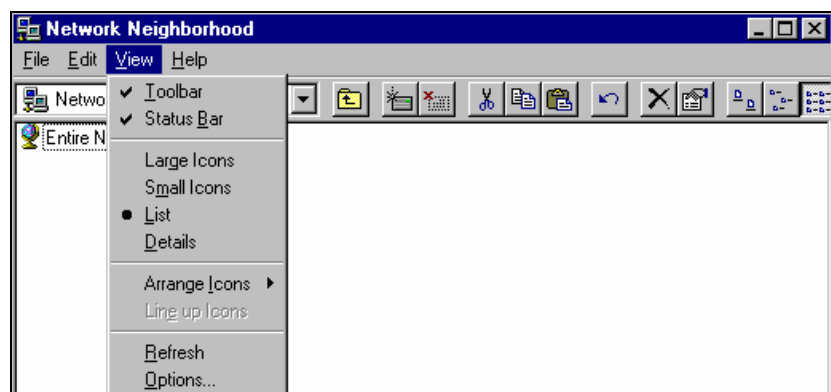 Network Neighborhood
File Edit View Help
Netwo
Entire N
Toolbar
Status Bar
Large Icons
Small Icons
List
Details
Arrange Icons
Line up Icons
Refresh
Options...